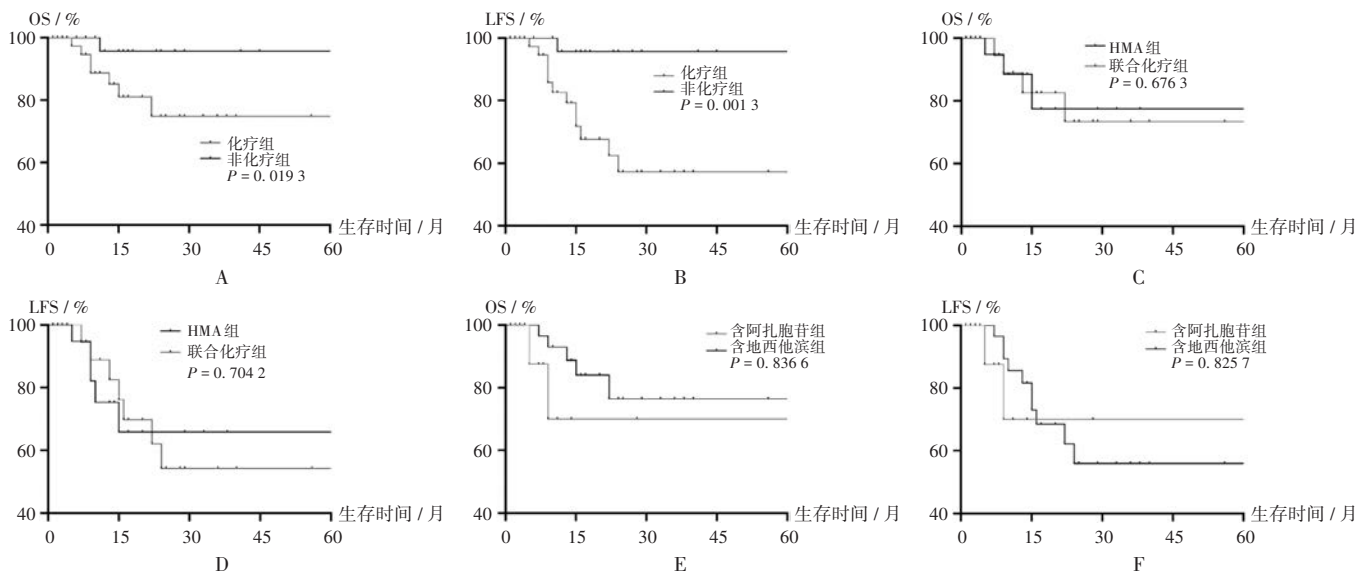 OS / %
100
80
60
40
化疗组
非化疗组
P = 0.019 3
生存时间 / 月
0 15 30 45 60
A
LFS / %
100
80
60
40
化疗组
非化疗组
P = 0.001 3
生存时间 / 月
0 15 30 45 60
B
OS / %
100
80
60
40
HMA 组
联合化疗组
P = 0.676 3
生存时间 / 月
0 15 30 45 60
C
LFS / %
100
80
60
40
HMA 组
联合化疗组
P = 0.704 2
生存时间 / 月
0 15 30 45 60
D
OS / %
100
80
60
40
含阿扎胞苷组
含地西他滨组
P = 0.836 6
生存时间 / 月
0 15 30 45 60
E
LFS / %
100
80
60
40
含阿扎胞苷组
含地西他滨组
P = 0.825 7
生存时间 / 月
0 15 30 45 60
F